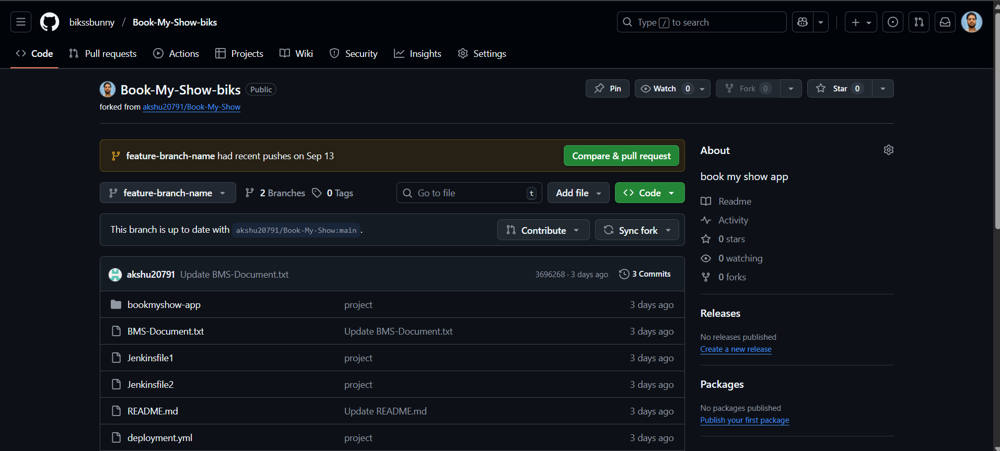 bikssbunny / Book-My-Show-biks
Type / to search
Code Pull requests Actions Projects Wiki Security Insights Settings
Book-My-Show-biks Public
forked from akshu20791/Book-My-Show
Pin Watch 0 Fork 0 Star 0
feature-branch-name had recent pushes on Sep 13
Compare & pull request
feature-branch-name 2 Branches 0 Tags
Go to file t Add file Code
This branch is up to date with akshu20791/Book-My-Show:main .
Contribute Sync fork
akshu20791 Update BMS-Document.txt 3696268 · 3 days ago 3 Commits
bookmyshow-app project 3 days ago
BMS-Document.txt Update BMS-Document.txt 3 days ago
Jenkinsfile1 project 3 days ago
Jenkinsfile2 project 3 days ago
README.md Update README.md 3 days ago
deployment.yml project 3 days ago
About
book my show app
Readme
Activity
0 stars
0 watching
0 forks
Releases
No releases published
Create a new release
Packages
No packages published
Publish your first package